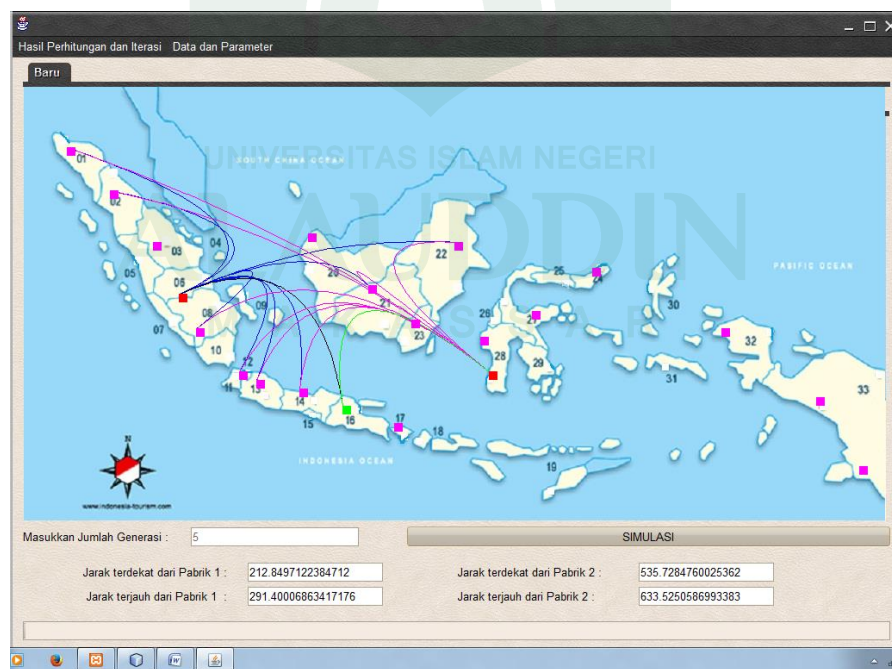 Hasil Perhitungan dan Iterasi Data dan Parameter
Baru
UNIVERSITAS ISLAM NEGERI
ALAUDDIN
M A K A S S A R
SOUTH CHINA OCEAN
PASIFIC OCEAN
INDONESIA OCEAN
01
02
03
04
05
06
07
08
09
10
11
12
13
14
15
16
17
18
19
20
21
22
23
24
25
26
28
29
30
31
32
33
N
www.indonesia-tourism.com
Masukkan Jumlah Generasi :
5
SIMULASI
Jarak terdekat dari Pabrik 1 :
212.8497122384712
Jarak terdekat dari Pabrik 2 :
535.7284760025362
Jarak terjauh dari Pabrik 1 :
291.40006863417176
Jarak terjauh dari Pabrik 2 :
633.5250586993383